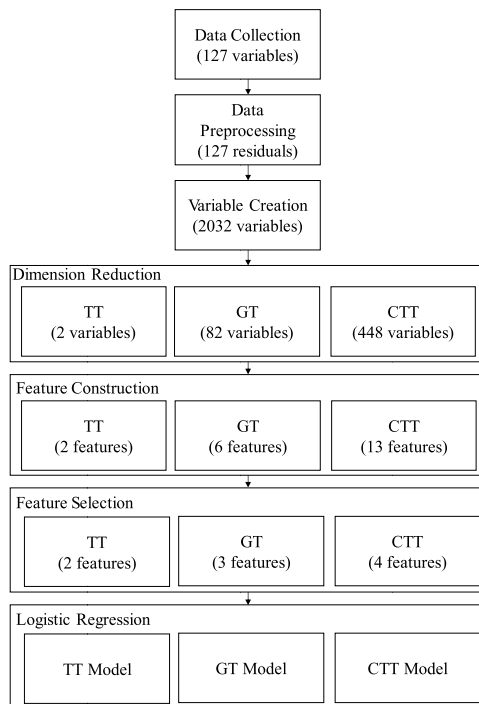 Data Collection
(127 variables)
Data
Preprocessing
(127 residuals)
Variable Creation
(2032 variables)
Dimension Reduction
TT
(2 variables)
GT
(82 variables)
CTT
(448 variables)
Feature Construction
TT
(2 features)
GT
(6 features)
CTT
(13 features)
Feature Selection
TT
(2 features)
GT
(3 features)
CTT
(4 features)
Logistic Regression
TT Model
GT Model
CTT Model